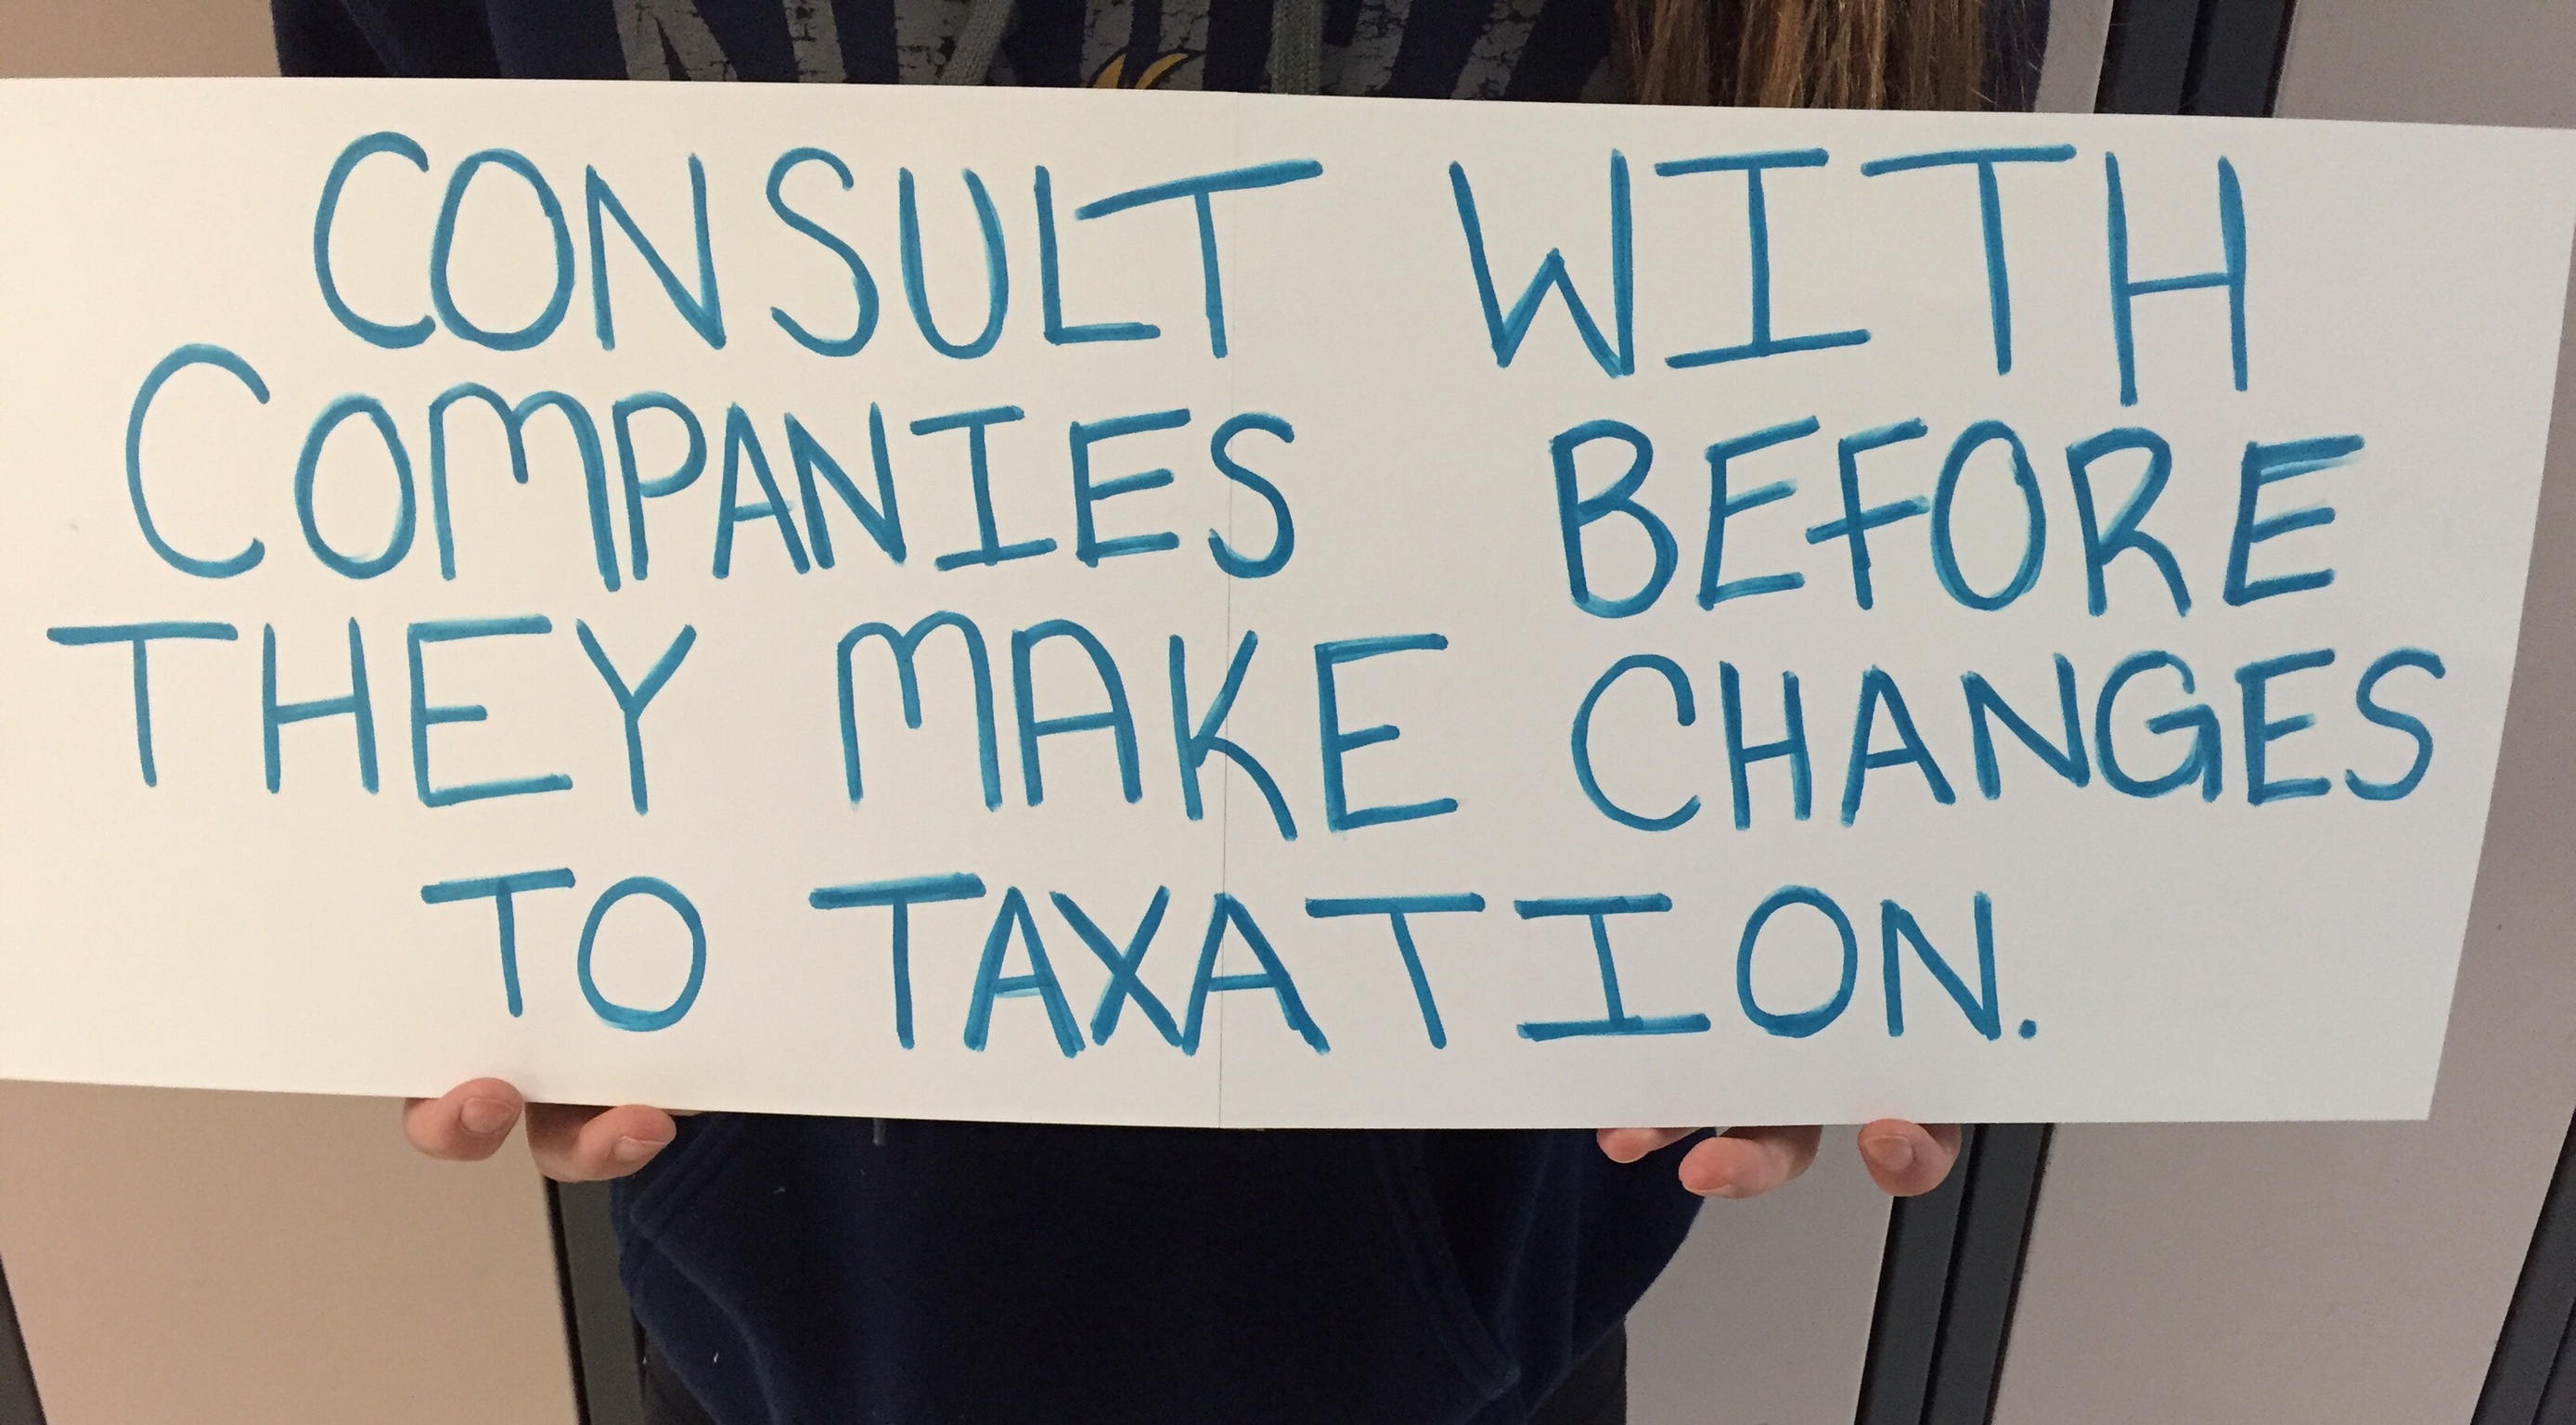 CONSULT WITH
COMPANIES BEFORE
THEY MAKE CHANGES
TO TAXATION.